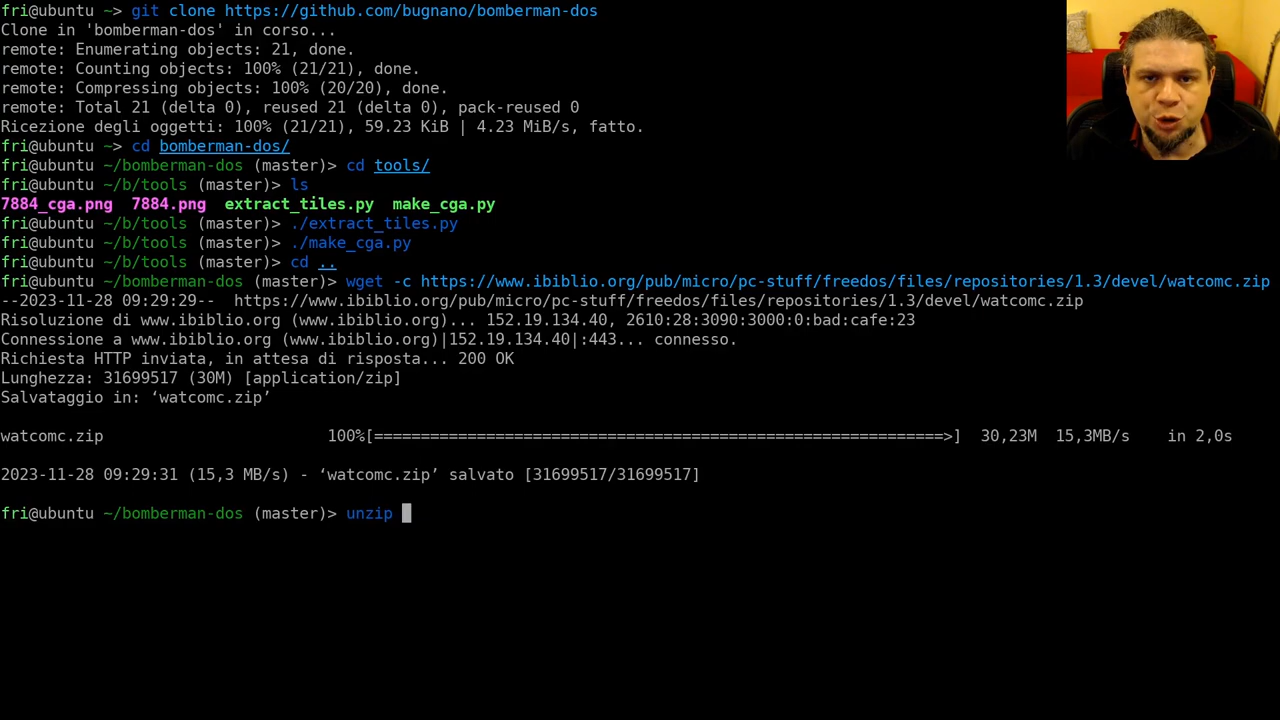 fri@ubuntu ~> git clone https://github.com/bugnano/bomberman-dos
Clone in 'bomberman-dos' in corso...
remote: Enumerating objects: 21, done.
remote: Counting objects: 100% (21/21), done.
remote: Compressing objects: 100% (20/20), done.
remote: Total 21 (delta 0), reused 21 (delta 0), pack-reused 0
Ricezione degli oggetti: 100% (21/21), 59.23 KiB | 4.23 MiB/s, fatto.
fri@ubuntu ~> cd bomberman-dos/
fri@ubuntu ~/bomberman-dos (master)> cd tools/
fri@ubuntu ~/b/tools (master)> ls
7884_cga.png  7884.png  extract_tiles.py  make_cga.py
fri@ubuntu ~/b/tools (master)> ./extract_tiles.py
fri@ubuntu ~/b/tools (master)> ./make_cga.py
fri@ubuntu ~/b/tools (master)> cd ..
fri@ubuntu ~/bomberman-dos (master)> wget -c https://www.ibiblio.org/pub/micro/pc-stuff/freedos/files/repositories/1.3/devel/watcomc.zip
--2023-11-28 09:29:29--  https://www.ibiblio.org/pub/micro/pc-stuff/freedos/files/repositories/1.3/devel/watcomc.zip
Risoluzione di www.ibiblio.org (www.ibiblio.org)... 152.19.134.40, 2610:28:3090:3000:0:bad:cafe:23
Connessione a www.ibiblio.org (www.ibiblio.org)|152.19.134.40|:443... connesso.
Richiesta HTTP inviata, in attesa di risposta... 200 OK
Lunghezza: 31699517 (30M) [application/zip]
Salvataggio in: ‘watcomc.zip’
watcomc.zip                        100%[=============================================================>]  30,23M  15,3MB/s    in 2,0s
2023-11-28 09:29:31 (15,3 MB/s) - ‘watcomc.zip’ salvato [31699517/31699517]
fri@ubuntu ~/bomberman-dos (master)> unzip